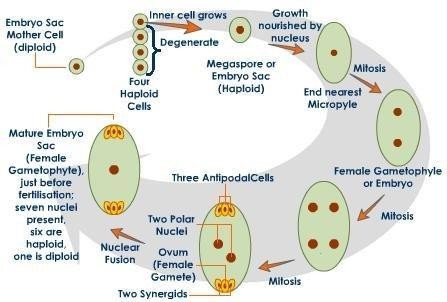 Embryo Sac
Mother Cell
(diploid)
Inner cell grows
Degenerate
Four
Haploid
Cells
Growth
nourished by
nucleus
Megaspore or
Embryo Sac
(Haploid)
End nearest
Micropyle
Mitosis
Female Gametophyle
or Embryo
Mitosis
Mitosis
Three AntipodalCells
Two Polar
Nuclei
Ovum
(Female
Gamete)
Two Synergids
Nuclear
Fusion
Mature Embryo
Sac
(Female
Gametophyte),
just before
fertilisation;
seven nuclei
present,
six are
haploid,
one is diploid